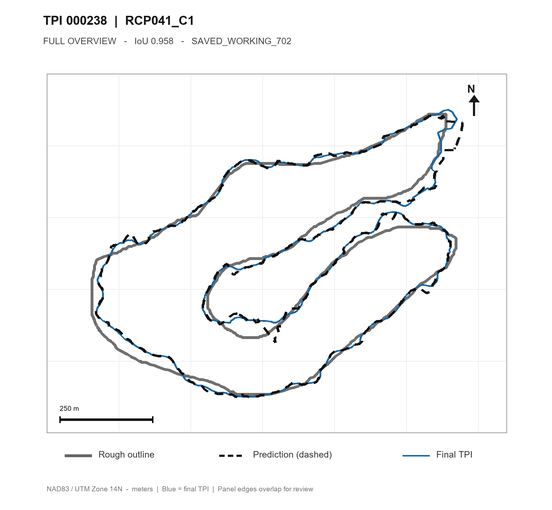 TPI 000238 | RCP041_C1
FULL OVERVIEW - IoU 0.958 - SAVED_WORKING_702
N
250 m
Rough outline
Prediction (dashed)
Final TPI
NAD83 / UTM Zone 14N - meters | Blue = final TPI | Panel edges overlap for review